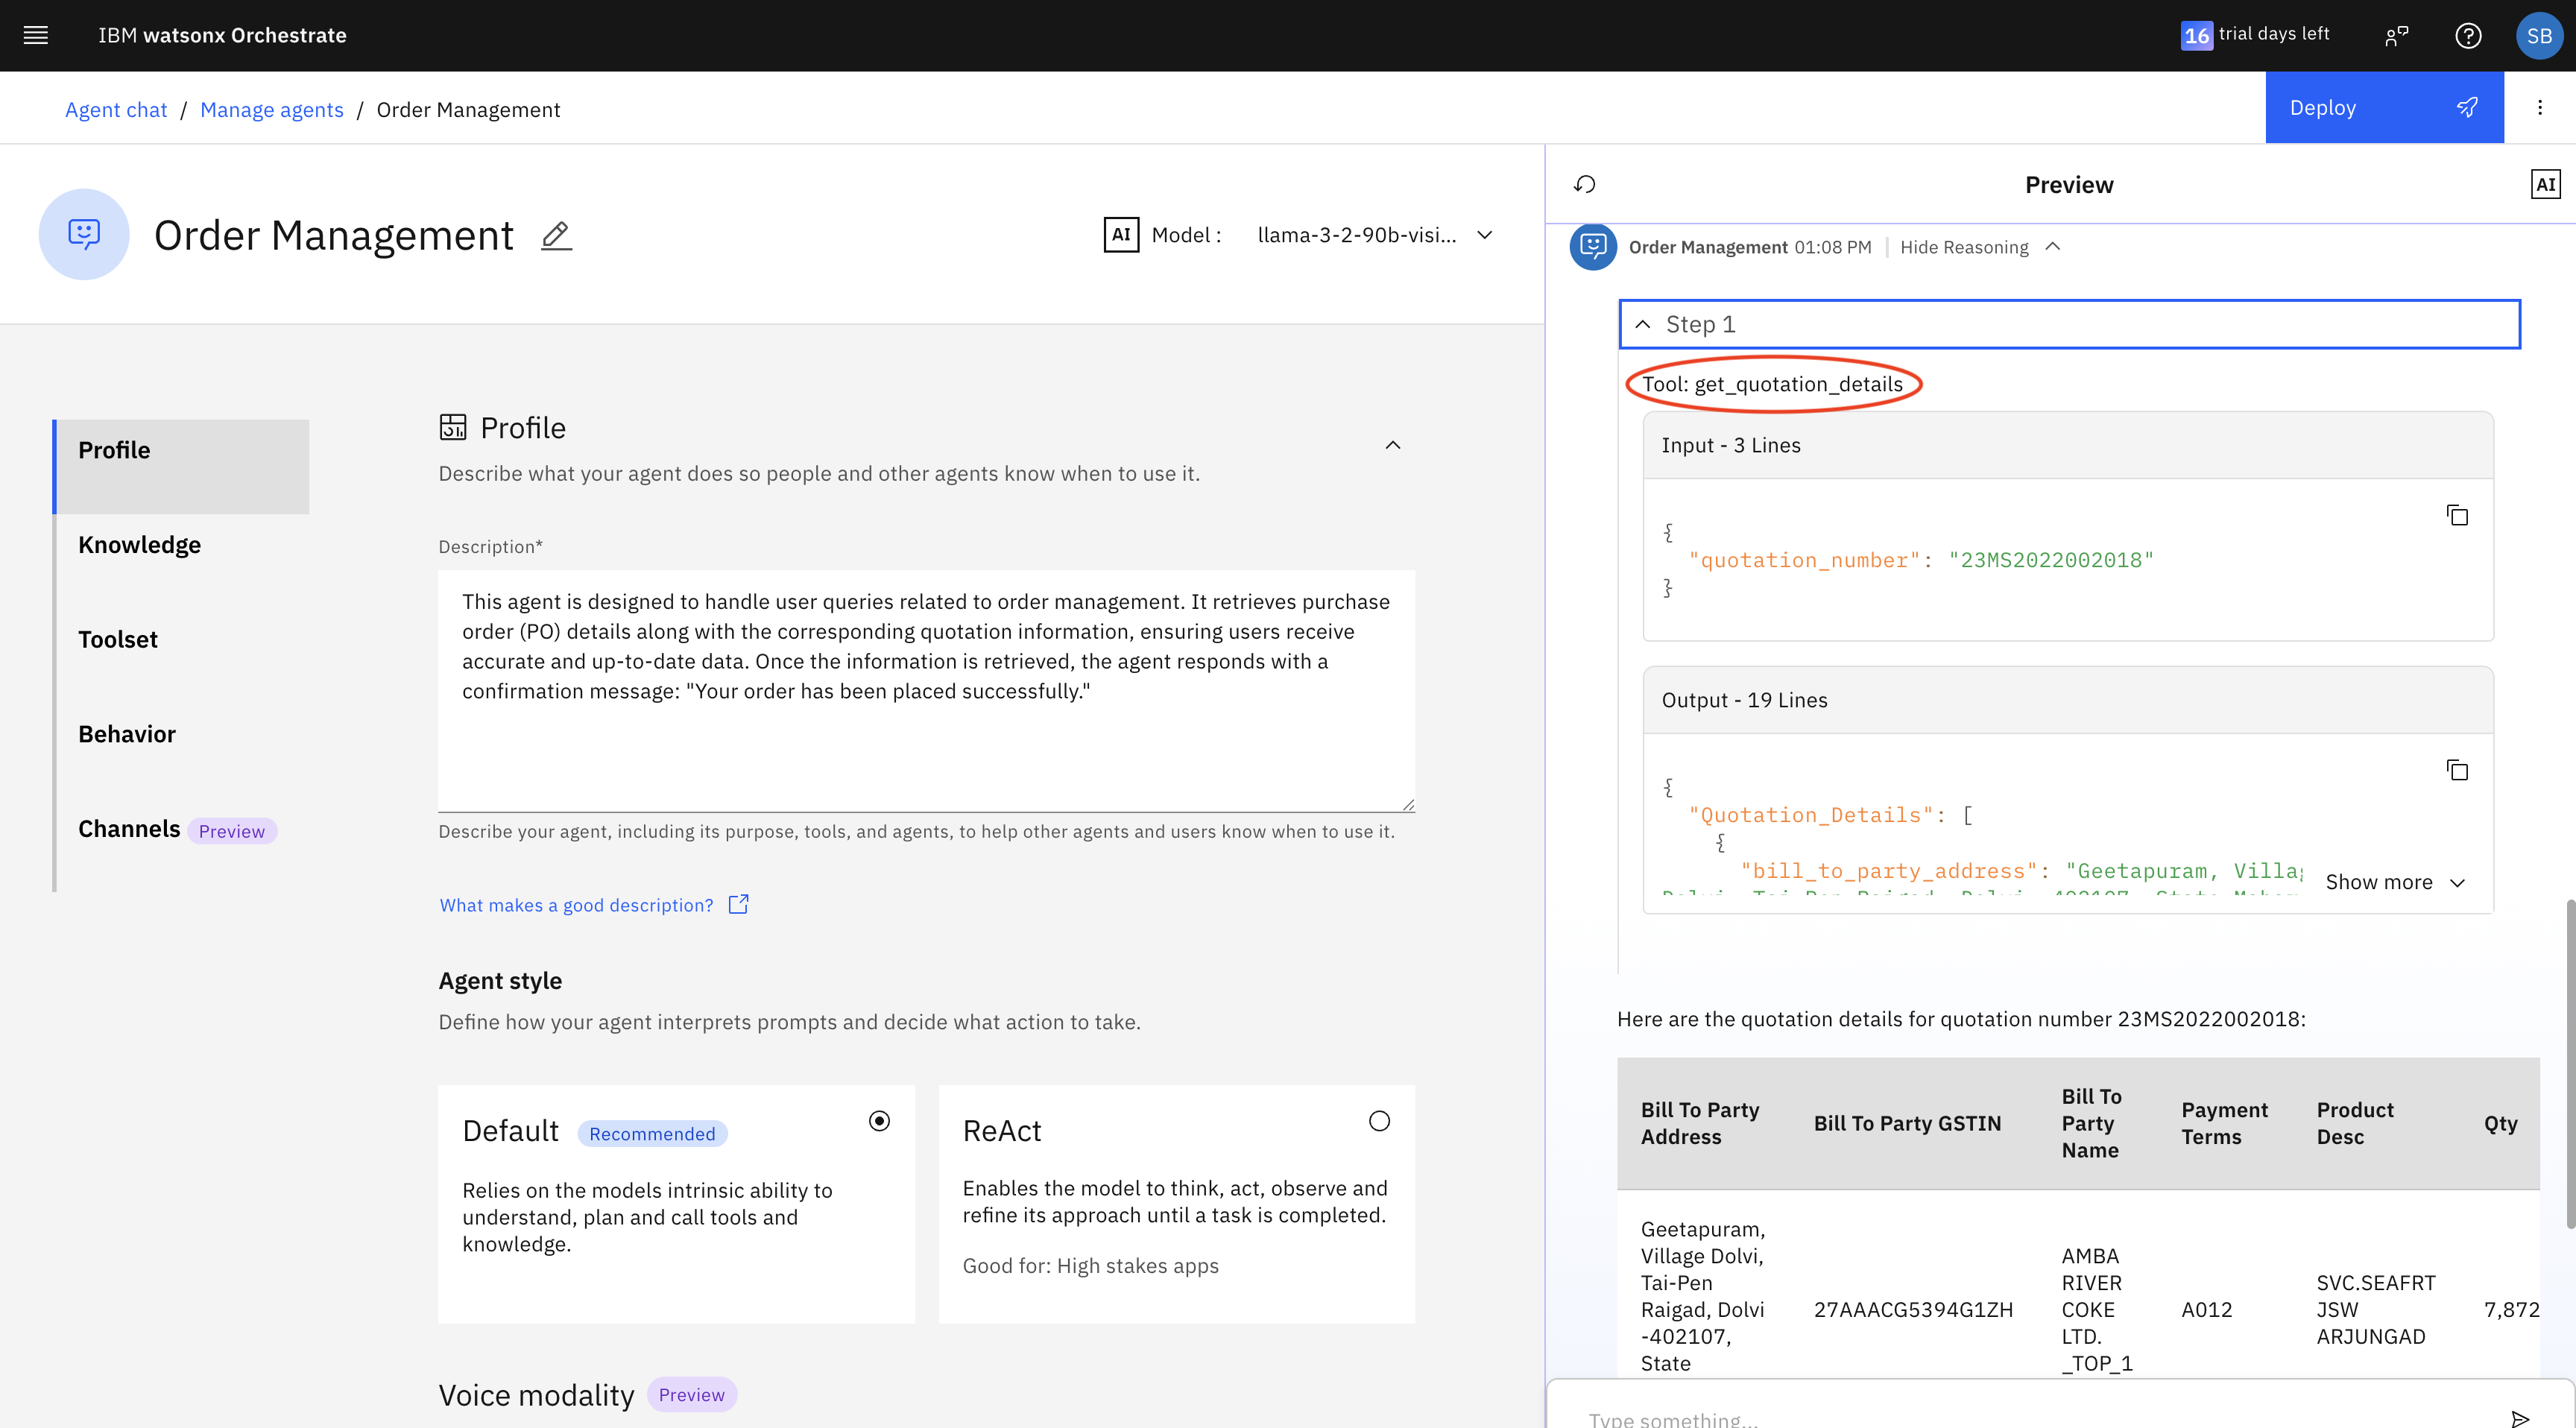 IBM watsonx Orchestrate
16 trial days left
SB
Agent chat / Manage agents / Order Management
Deploy
Order Management
AI Model : llama-3-2-90b-visi...
Profile
Knowledge
Toolset
Behavior
Channels Preview
Profile
Describe what your agent does so people and other agents know when to use it.
Description*
This agent is designed to handle user queries related to order management. It retrieves purchase
order (PO) details along with the corresponding quotation information, ensuring users receive
accurate and up-to-date data. Once the information is retrieved, the agent responds with a
confirmation message: "Your order has been placed successfully."
Describe your agent, including its purpose, tools, and agents, to help other agents and users know when to use it.
What makes a good description?
Agent style
Define how your agent interprets prompts and decide what action to take.
Default Recommended
Relies on the models intrinsic ability to
understand, plan and call tools and
knowledge.
ReAct
Enables the model to think, act, observe and
refine its approach until a task is completed.
Good for: High stakes apps
Voice modality Preview
Preview
AI
Order Management 01:08 PM Hide Reasoning
Step 1
Tool: get_quotation_details
Input - 3 Lines
{
"quotation_number": "23MS2022002018"
}
Output - 19 Lines
{
"Quotation_Details": [
{
"bill_to_party_address": "Geetapuram, Villag
Show more
Here are the quotation details for quotation number 23MS2022002018:
Bill To Party
Address
Bill To Party GSTIN
Bill To
Party
Name
Payment
Terms
Product
Desc
Qty
Geetapuram,
Village Dolvi,
Tai-Pen
Raigad, Dolvi
-402107,
State
27AAACG5394G1ZH
AMBA
RIVER
COKE
LTD.
_TOP_1
A012
SVC.SEAFRT
JSW
ARJUNGAD
7,872
Type something...